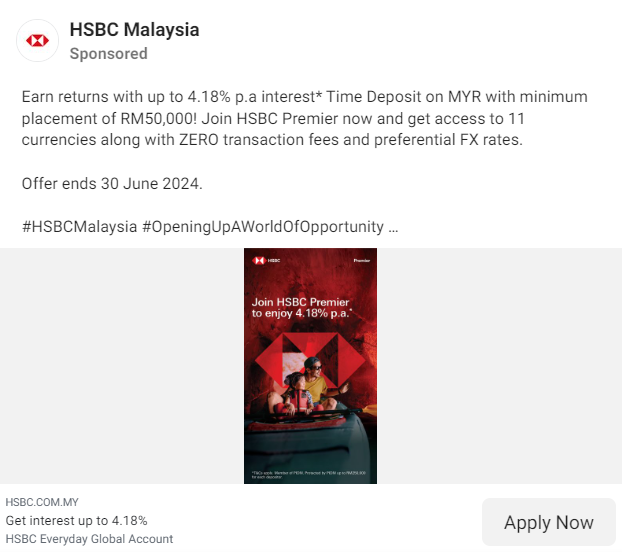 HSBC Malaysia
Sponsored
Earn returns with up to 4.18% p.a interest* Time Deposit on MYR with minimum
placement of RM50,000! Join HSBC Premier now and get access to 11
currencies along with ZERO transaction fees and preferential FX rates.
Offer ends 30 June 2024.
#HSBCMalaysia #OpeningUpAWorldOfOpportunity ...
HSBC Premier
Join HSBC Premier
to enjoy 4.18% p.a.*
*T&Cs apply. Member of PIDM. Protected by PIDM up to RM250,000
for each depositor.
HSBC.COM.MY
Get interest up to 4.18%
HSBC Everyday Global Account
Apply Now